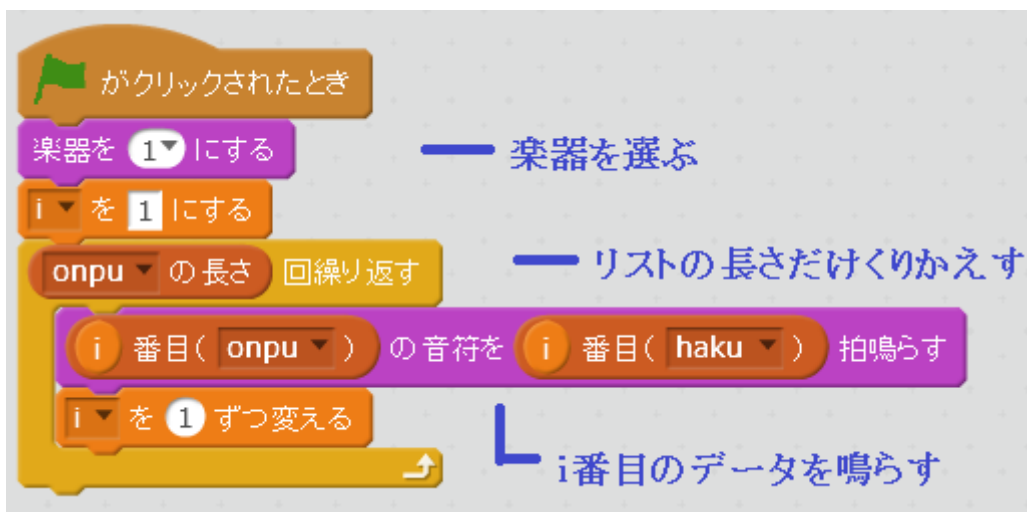 がクリックされたとき
楽器を 1 にする
楽器を選ぶ
i を 1 にする
onpu の長さ 回繰り返す
リストの長さだけくりかえす
i 番目( onpu ) の音符を i 番目( haku ) 拍鳴らす
i を 1 ずつ変える
i番目のデータを鳴らす